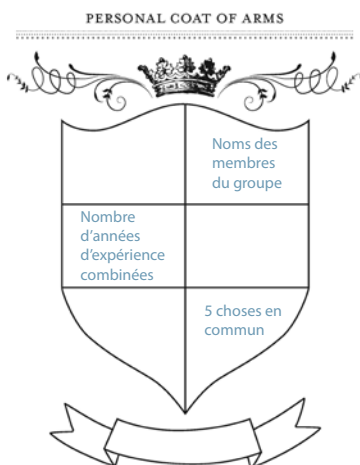 PERSONAL COAT OF ARMS
Noms des
membres
du groupe
Nombre
d'années
d'expérience
combinées
5 choses en
commun